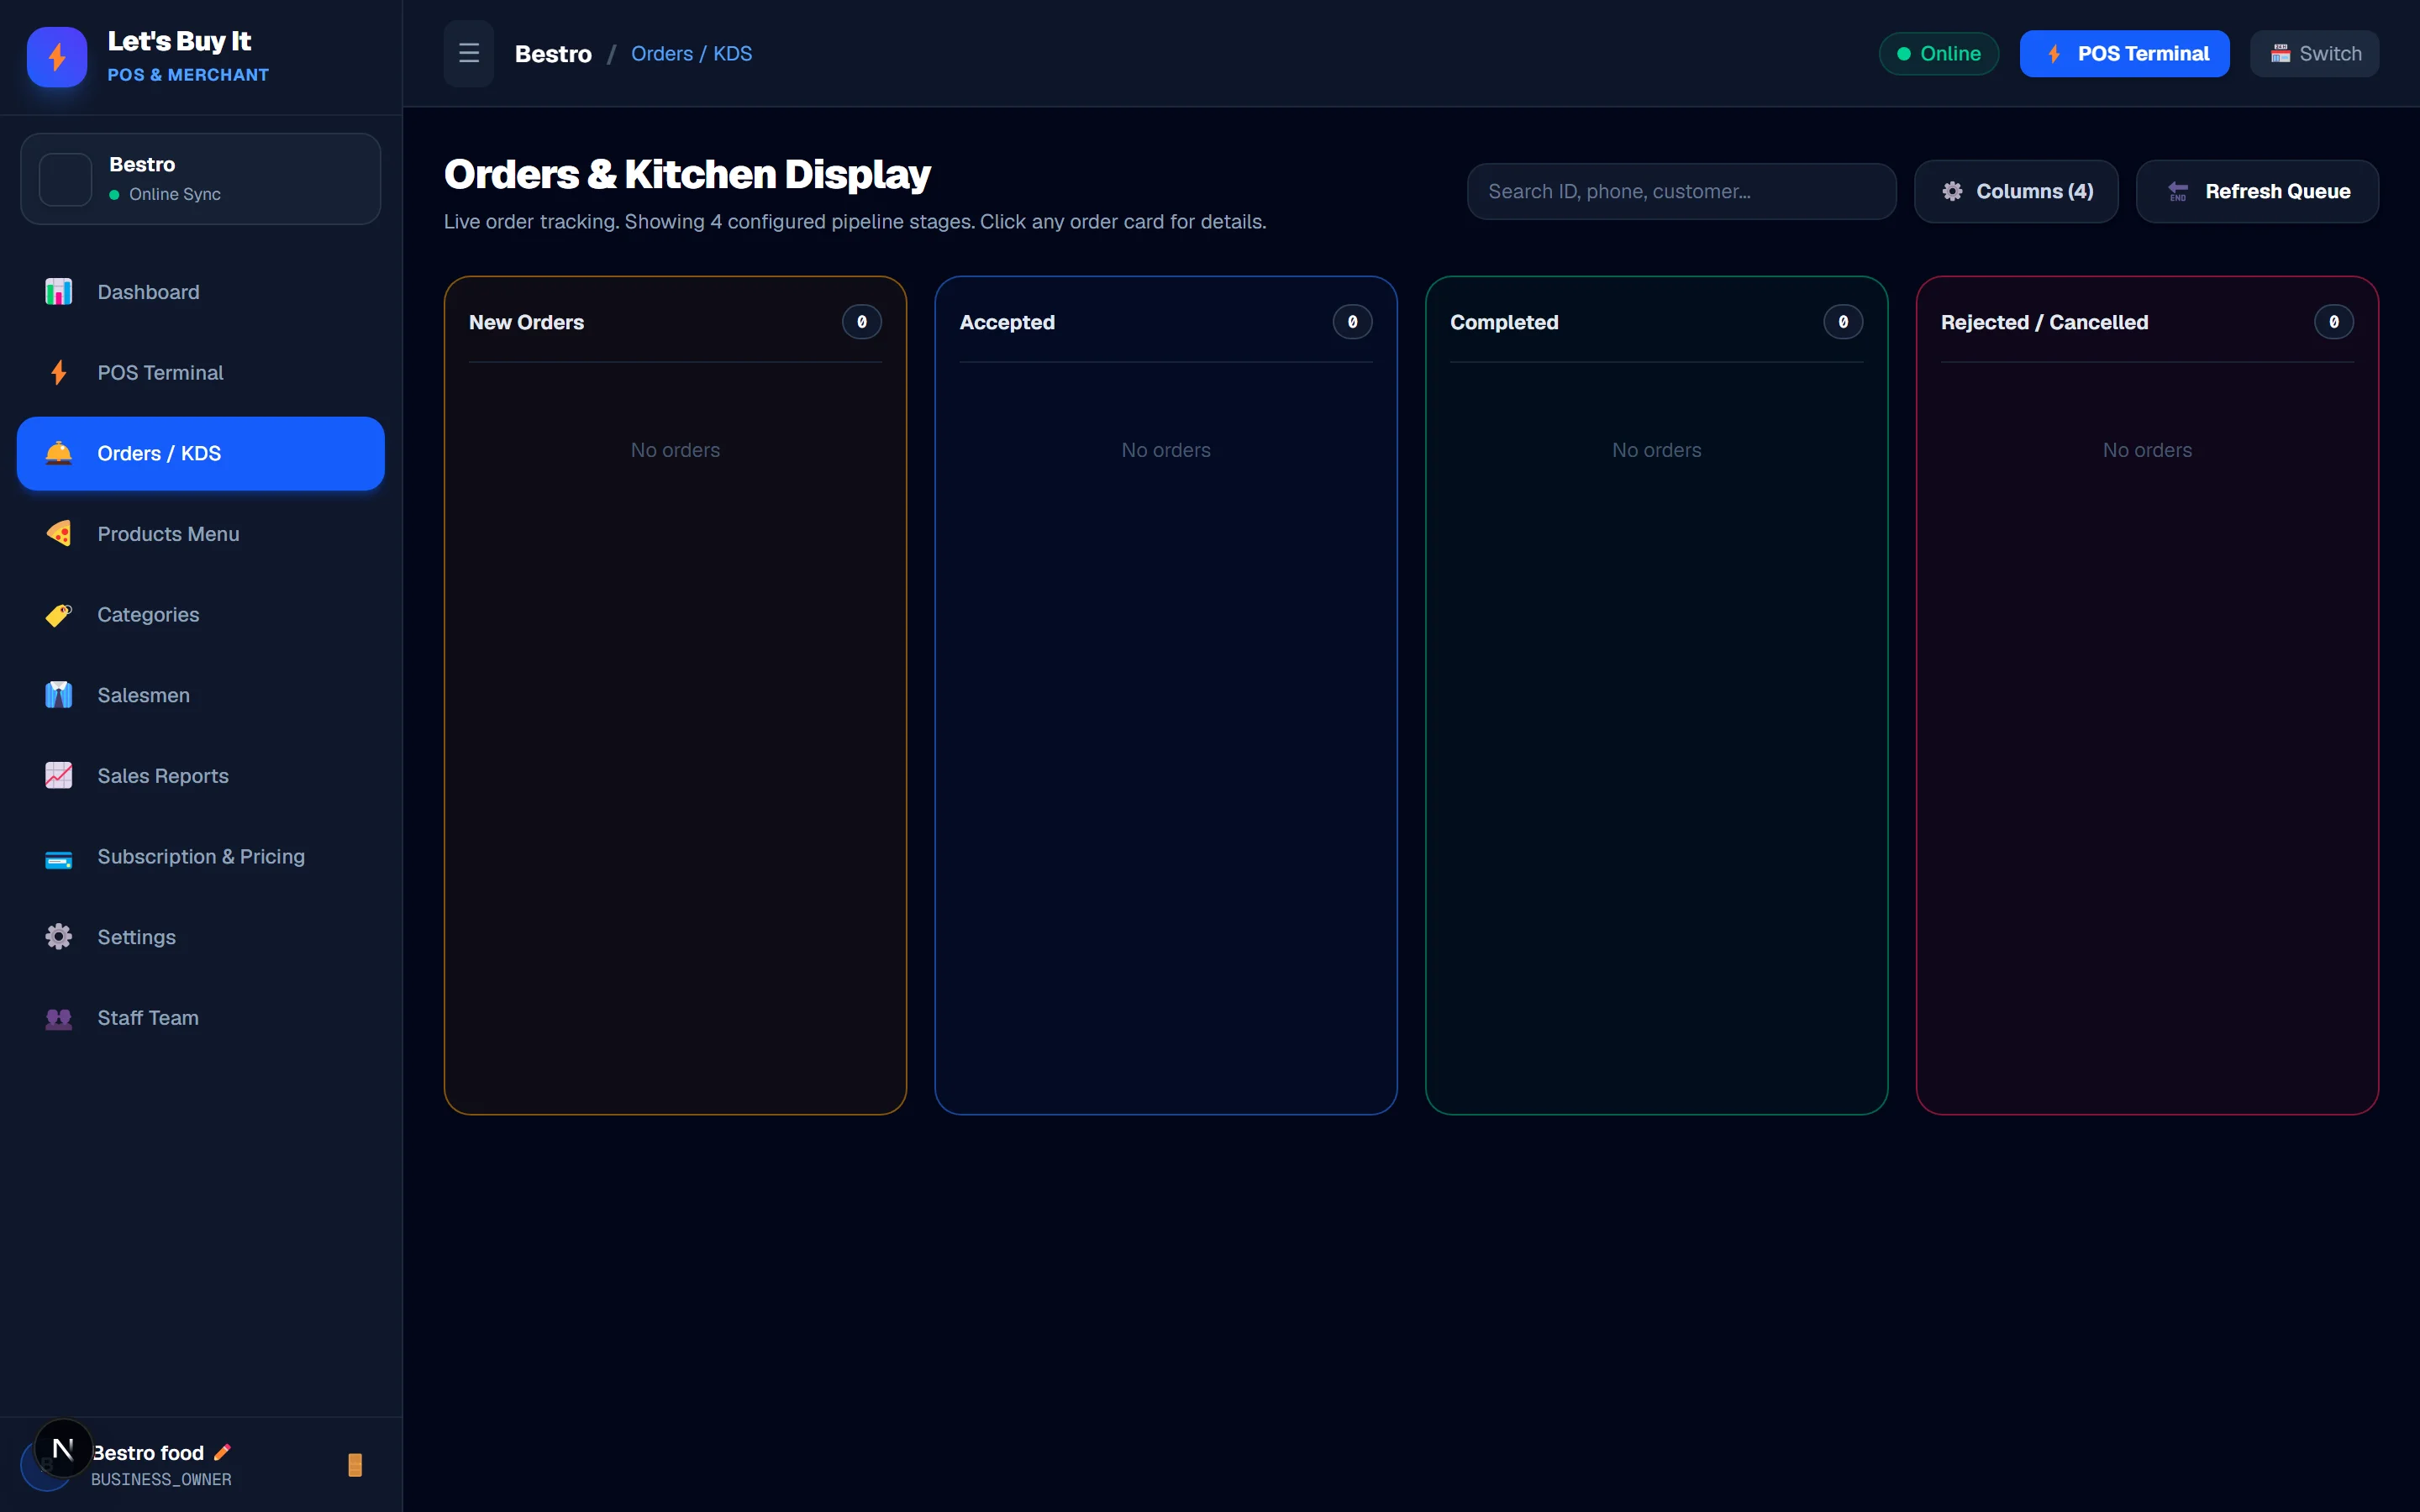 Let's Buy It
POS & MERCHANT
Bestro
Online Sync
Dashboard
POS Terminal
Orders / KDS
Products Menu
Categories
Salesmen
Sales Reports
Subscription & Pricing
Settings
Staff Team
N
Bestro food
BUSINESS_OWNER
Bestro / Orders / KDS
Online
POS Terminal
Switch
Orders & Kitchen Display
Live order tracking. Showing 4 configured pipeline stages. Click any order card for details.
Search ID, phone, customer...
Columns (4)
END
Refresh Queue
New Orders 0
No orders
Accepted 0
No orders
Completed 0
No orders
Rejected / Cancelled 0
No orders